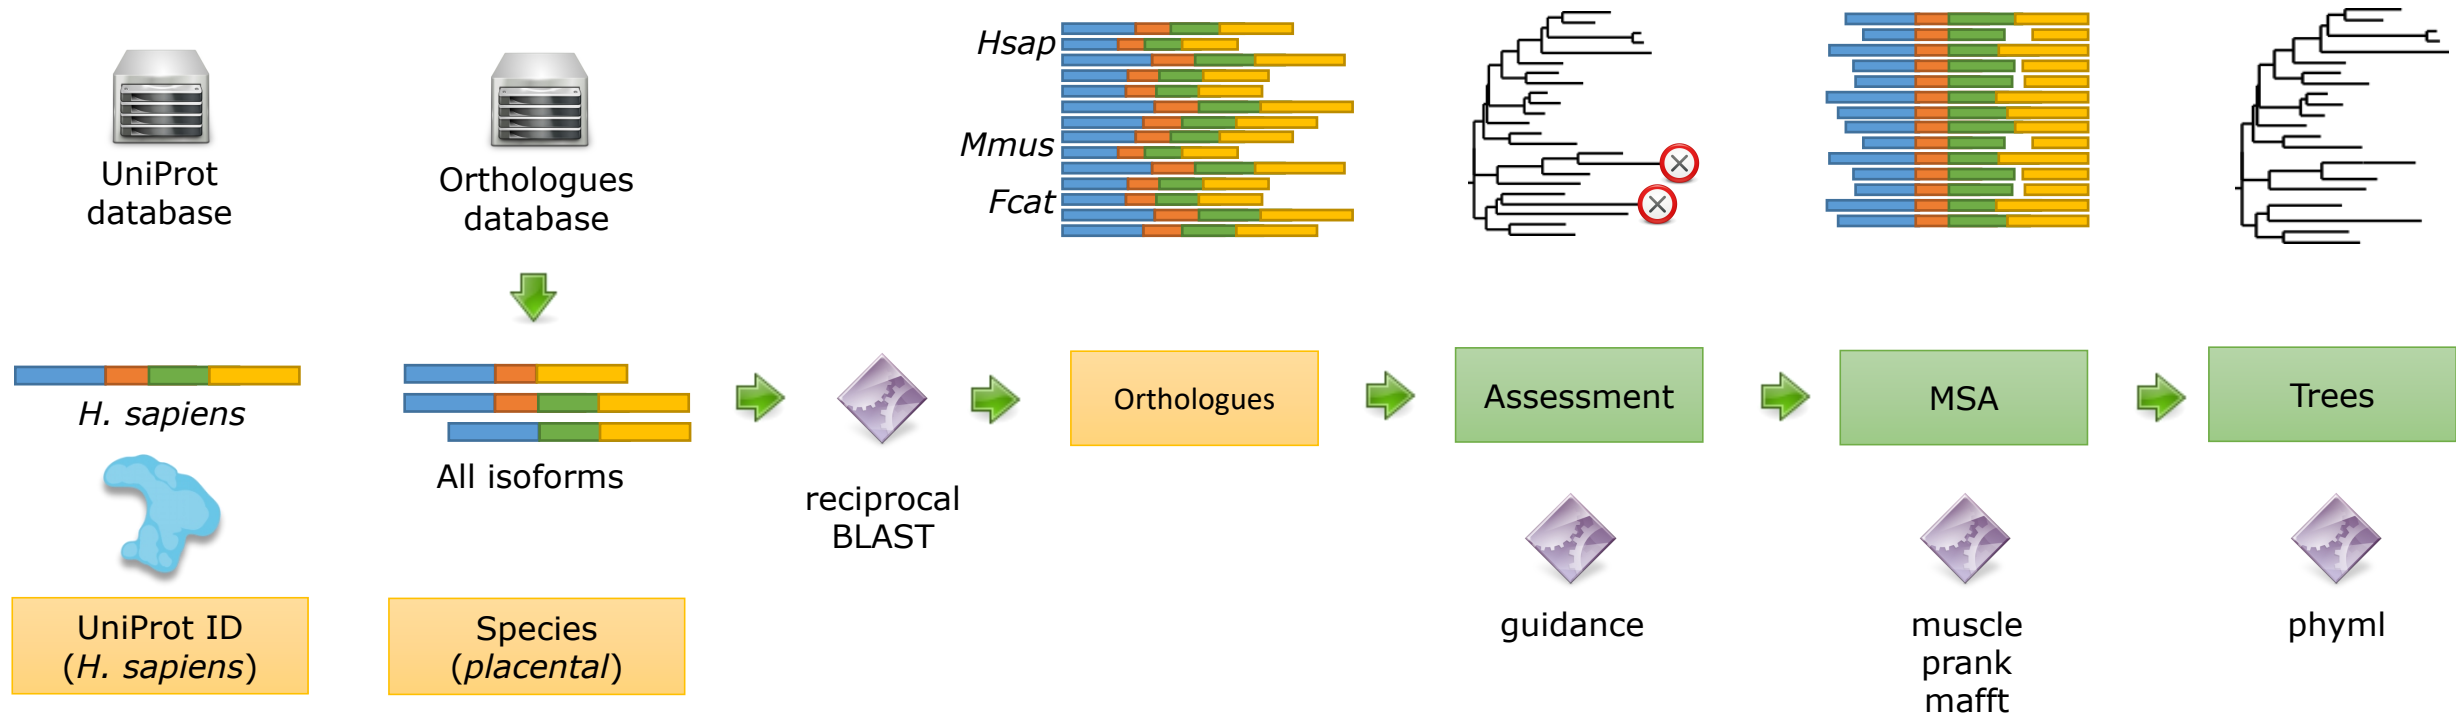 UniProt
database
Orthologues
database
Hsap
Mmus
Fcat
H. sapiens
All isoforms
reciprocal
BLAST
Orthologues
Assessment
MSA
Trees
UniProt ID
(H. sapiens)
Species
(placental)
guidance
muscle
prank
mafft
phyml